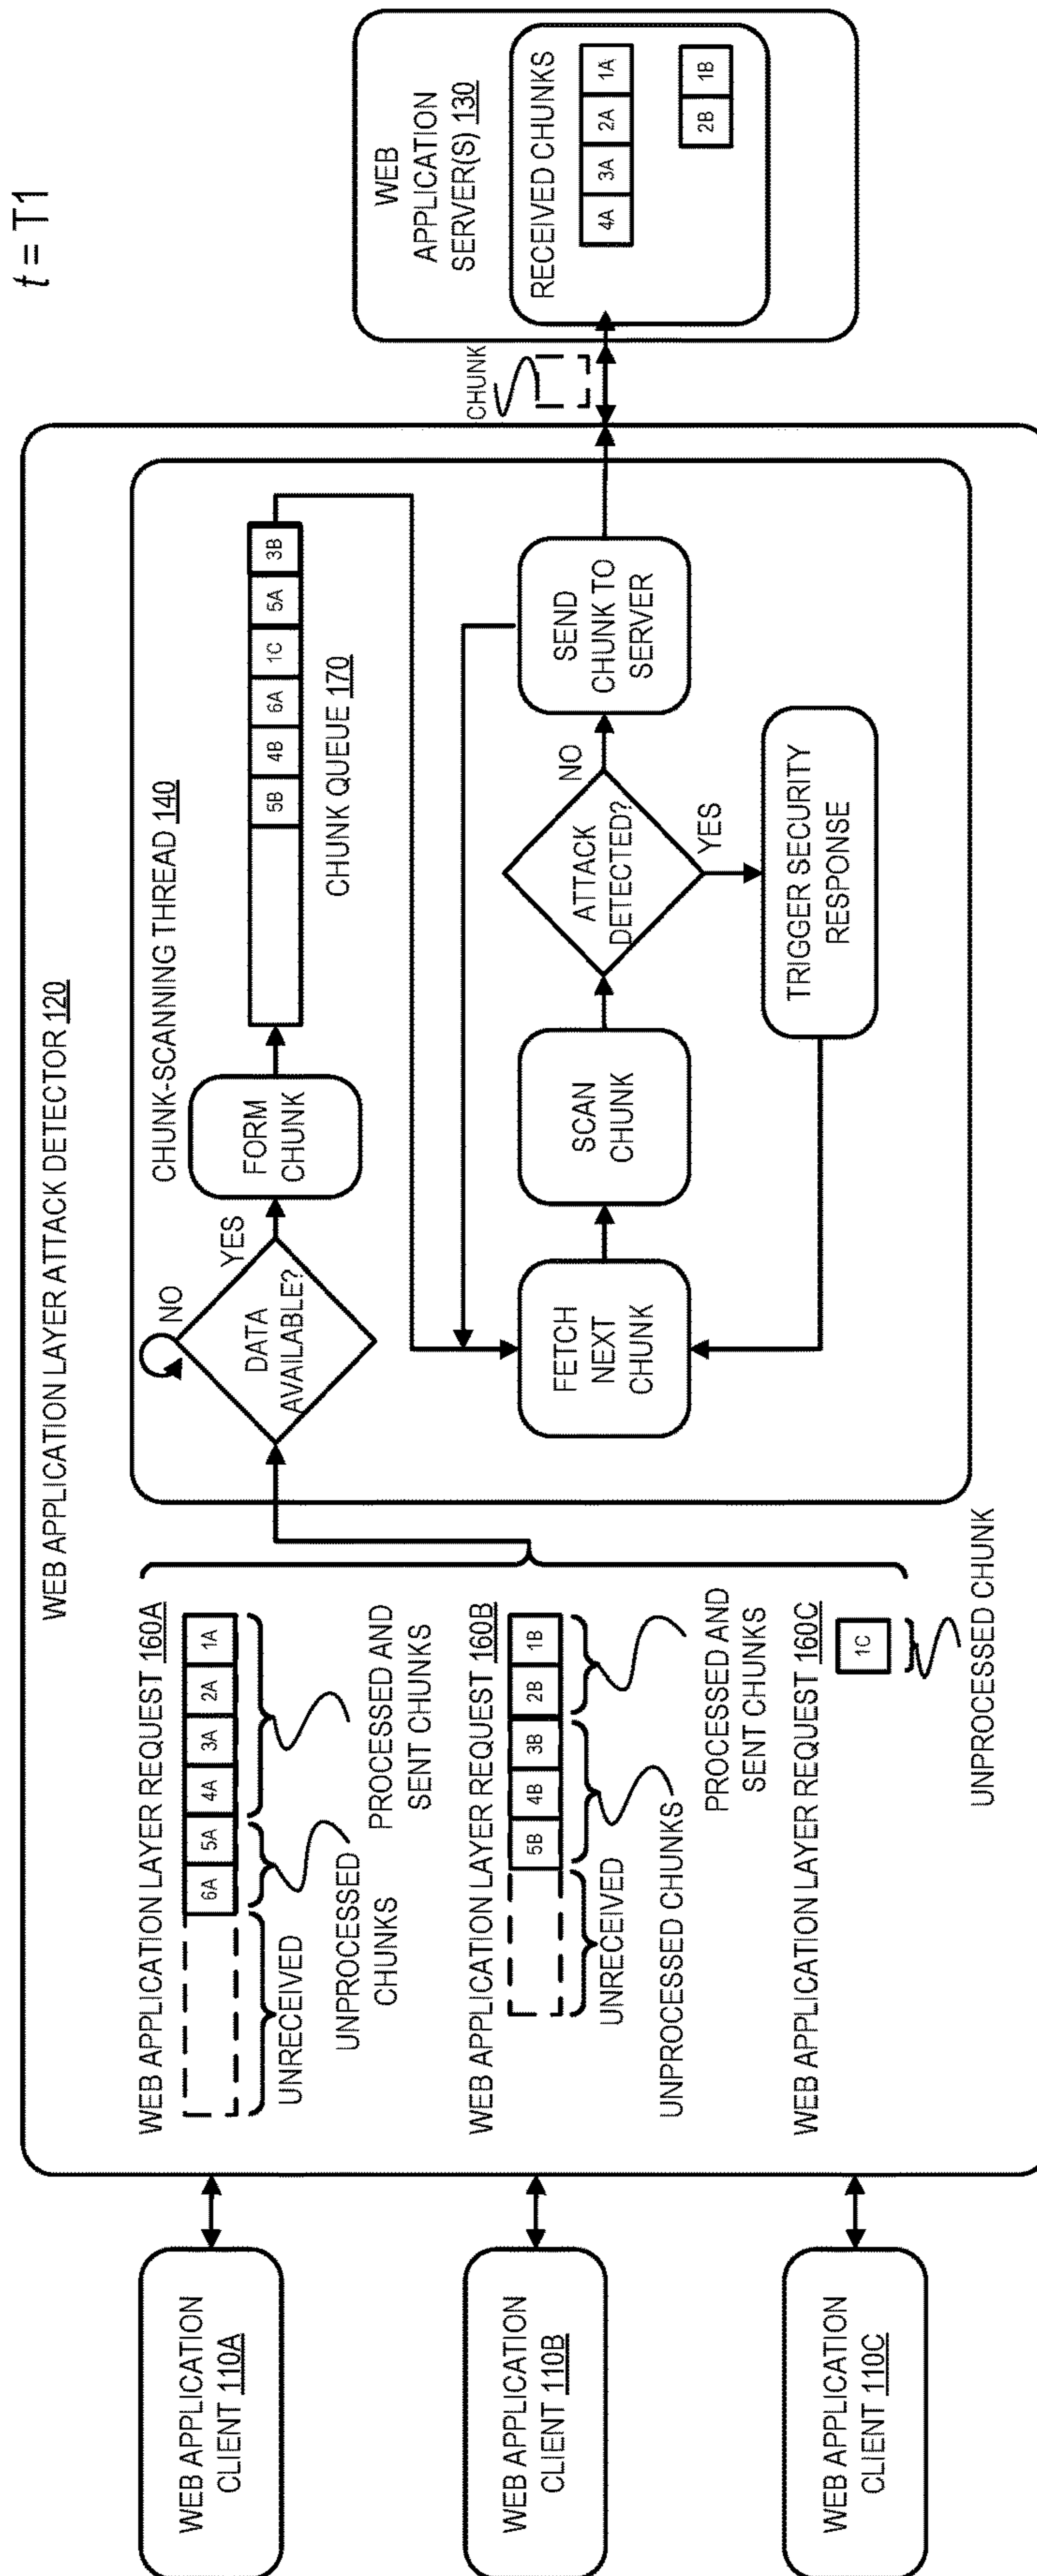 t = T1
WEB APPLICATION LAYER ATTACK DETECTOR 120
WEB APPLICATION
CLIENT 110A
WEB APPLICATION
CLIENT 110B
WEB APPLICATION
CLIENT 110C
WEB APPLICATION LAYER REQUEST 160A
6A
5A
4A
3A
2A
1A
UNRECEIVED
UNPROCESSED
CHUNKS
PROCESSED AND
SENT CHUNKS
WEB APPLICATION LAYER REQUEST 160B
5B
4B
3B
2B
1B
UNRECEIVED
UNPROCESSED CHUNKS
PROCESSED AND
SENT CHUNKS
WEB APPLICATION LAYER REQUEST 160C
1C
UNPROCESSED CHUNK
CHUNK-SCANNING THREAD 140
DATA
AVAILABLE?
NO
YES
FORM
CHUNK
5B
4B
6A
1C
5A
3B
CHUNK QUEUE 170
FETCH
NEXT
CHUNK
SCAN
CHUNK
ATTACK
DETECTED?
NO
YES
SEND
CHUNK TO
SERVER
TRIGGER SECURITY
RESPONSE
CHUNK
WEB
APPLICATION
SERVER(S) 130
RECEIVED CHUNKS
4A
3A
2A
1A
2B
1B